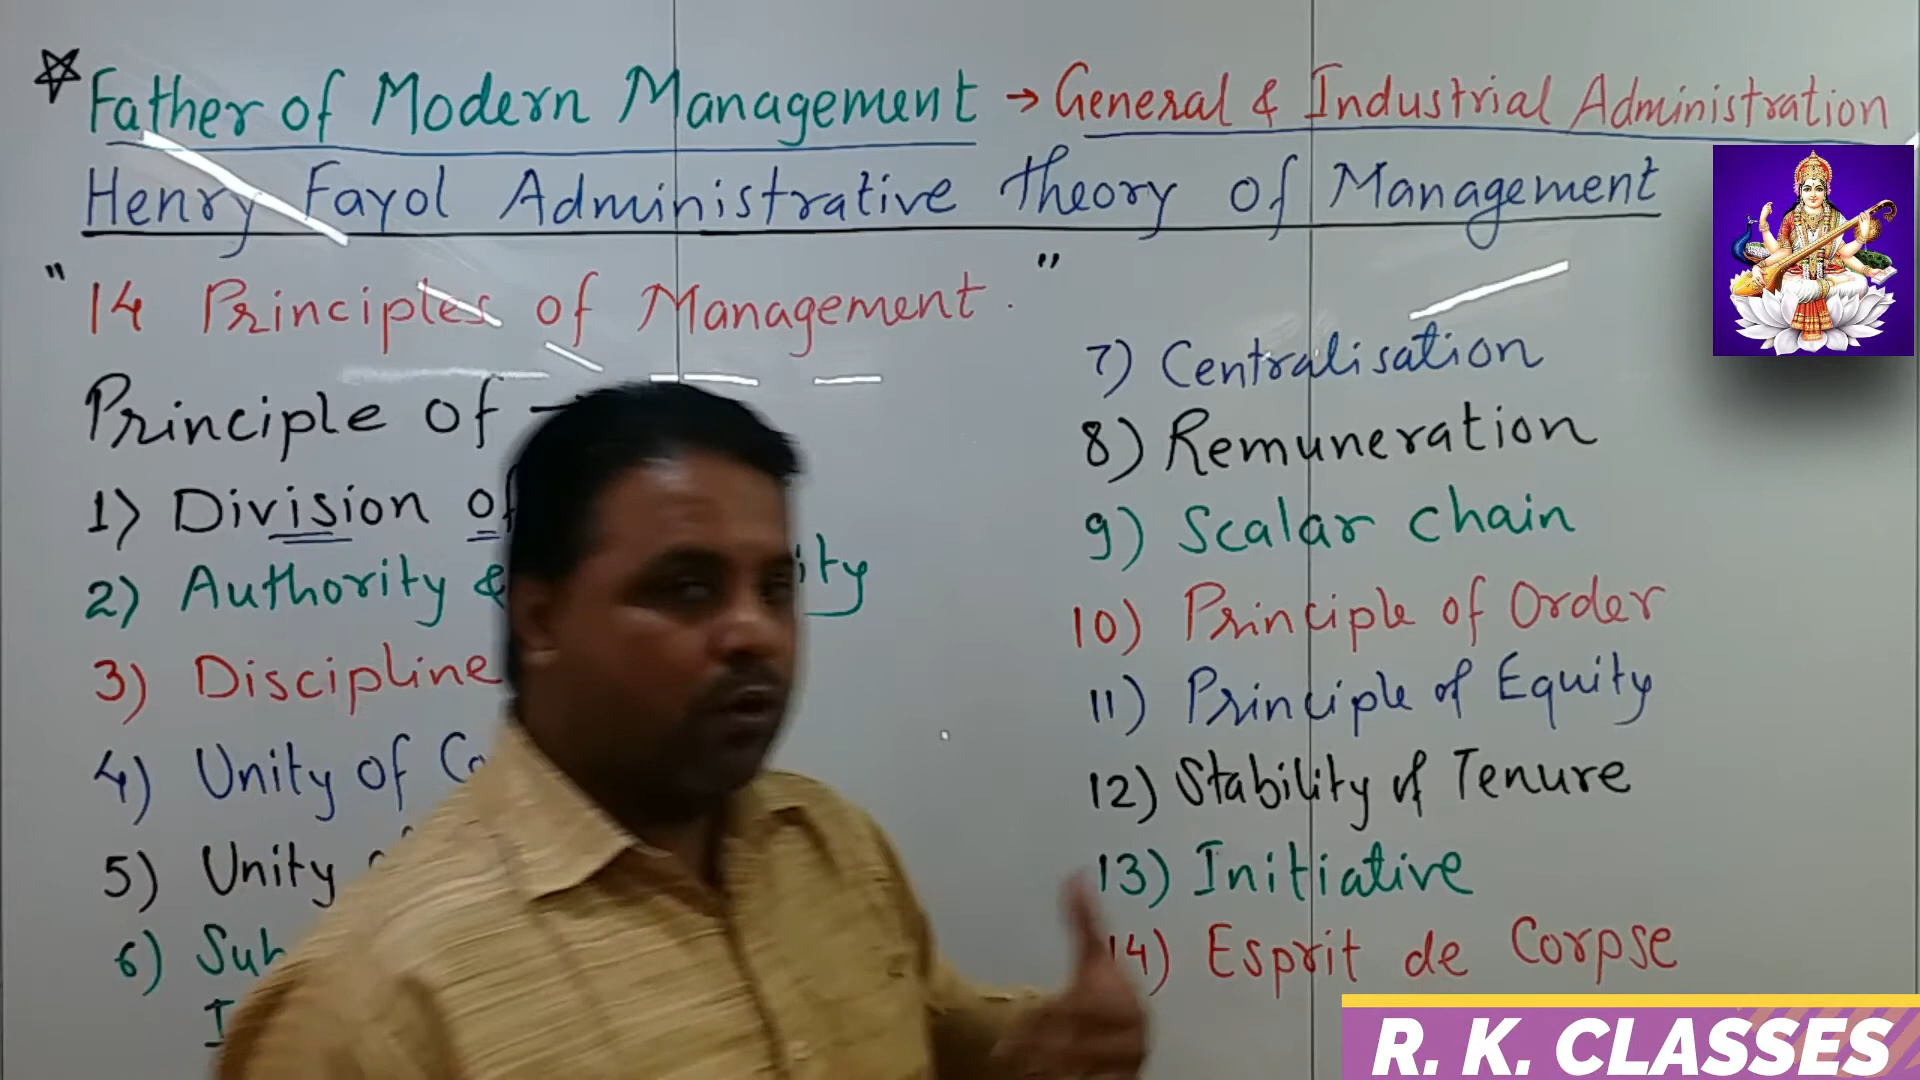 Father of Modern Management → General & Industrial Administration
Henry Fayol Administrative Theory of Management
"14 Principles of Management."
Principle of
1) Division of
2) Authority &
3) Discipline
4) Unity of
5) Unity
6)
7) Centralisation
8) Remuneration
9) Scalar chain
10) Principle of Order
11) Principle of Equity
12) Stability of Tenure
13) Initiative
14) Esprit de Corpse
R. K. CLASSES